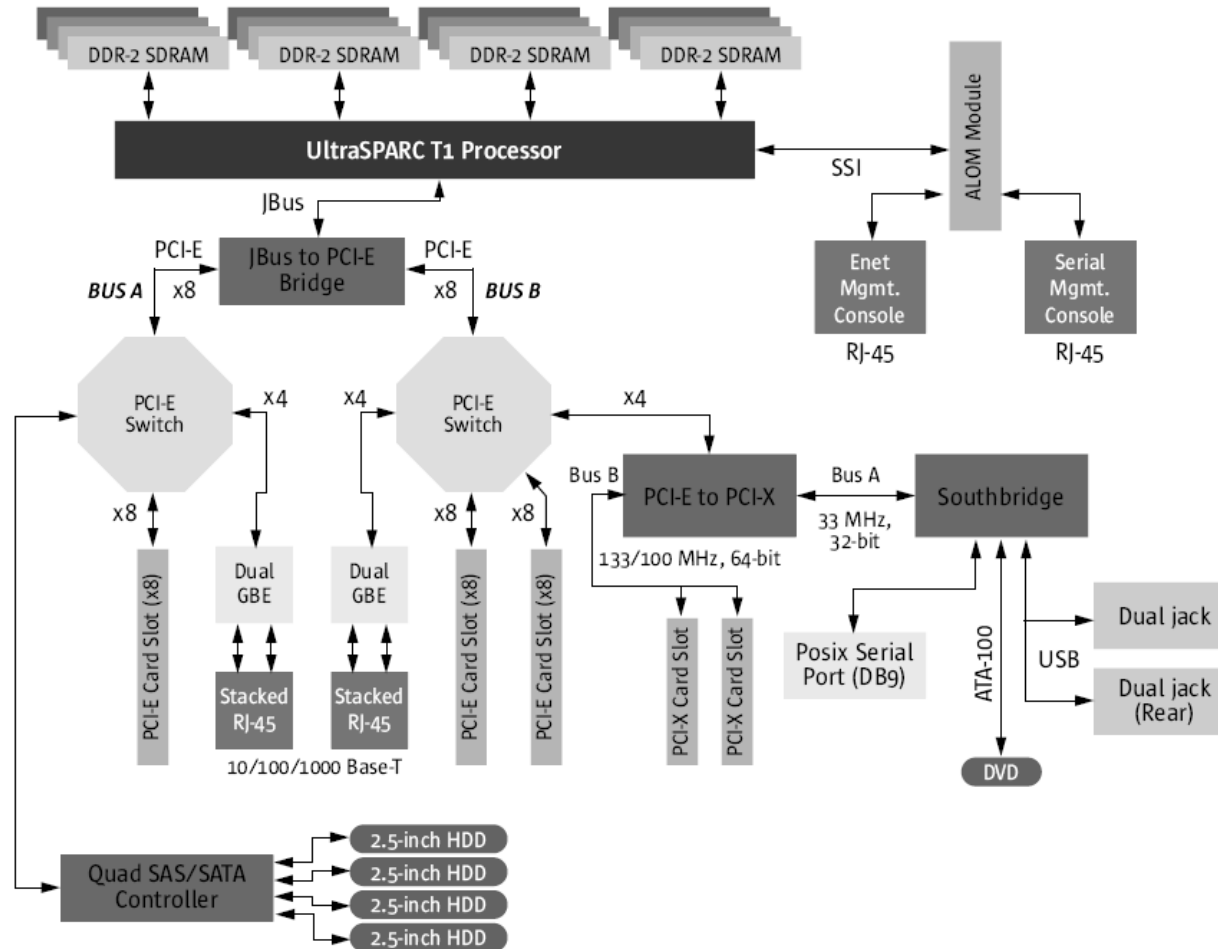 DDR-2 SDRAM
DDR-2 SDRAM
DDR-2 SDRAM
DDR-2 SDRAM
UltraSPARC T1 Processor
SSI
ALOM Module
JBus
PCI-E
JBus to PCI-E
Bridge
PCI-E
BUS A
x8
x8
BUS B
Enet
Mgmt.
Console
Serial
Mgmt.
Console
RJ-45
RJ-45
PCI-E
Switch
x4
x4
PCI-E
Switch
x4
Bus B
PCI-E to PCI-X
Bus A
Southbridge
33 MHz,
32-bit
x8
x8
x8
133/100 MHz, 64-bit
PCI-E Card Slot (x8)
Dual
GBE
Dual
GBE
PCI-E Card Slot (x8)
PCI-E Card Slot (x8)
PCI-X Card Slot
PCI-X Card Slot
Stacked
RJ-45
Stacked
RJ-45
10/100/1000 Base-T
Posix Serial
Port (DB9)
ATA-100
USB
Dual jack
Dual jack
(Rear)
DVD
Quad SAS/SATA
Controller
2.5-inch HDD
2.5-inch HDD
2.5-inch HDD
2.5-inch HDD